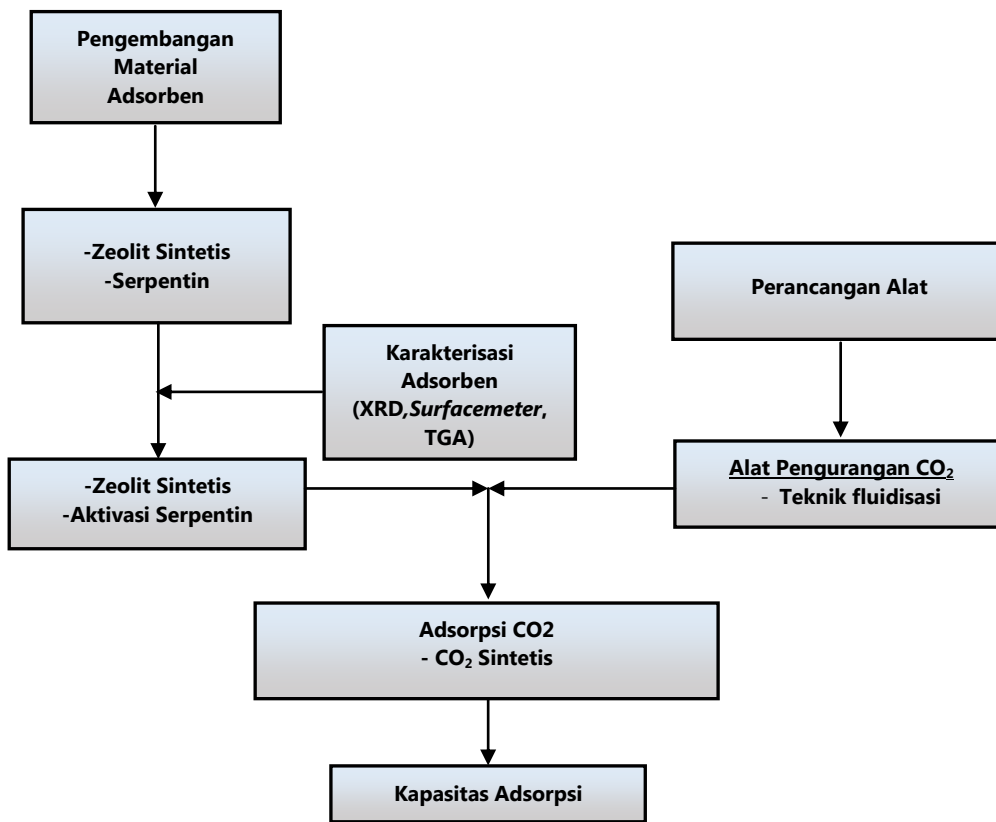 Pengembangan
Material
Adsorben
-Zeolit Sintetis
-Serpentin
Perancangan Alat
Karakterisasi
Adsorben
(XRD,Surfacemeter,
TGA)
-Zeolit Sintetis
-Aktivasi Serpentin
Alat Pengurangan CO₂
- Teknik fluidisasi
Adsorpsi CO2
- CO₂ Sintetis
Kapasitas Adsorpsi